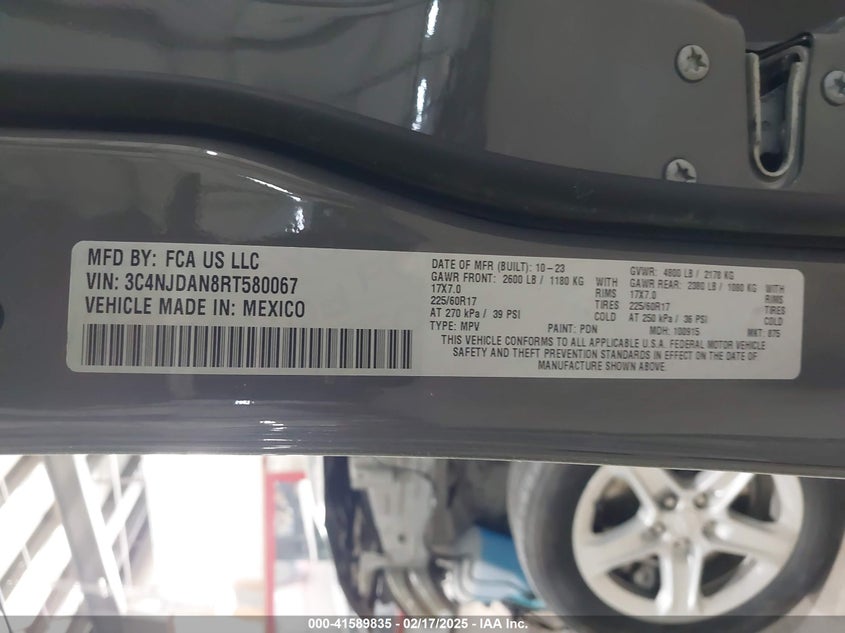 MFD BY: FCA US LLC
VIN: 3C4NJDAN8RT580067
VEHICLE MADE IN: MEXICO
DATE OF MFR (BUILT): 10-23 GVWR: 4800 LB / 2178 KG
GAWR FRONT: 2600 LB / 1180 KG WITH GAWR REAR: 2380 LB / 1080 KG WITH
17X7.0 RIMS 17X7.0 RIMS
225/60R17 TIRES 225/60R17 TIRES
AT 270 kPa / 39 PSI COLD AT 250 kPa / 36 PSI COLD
TYPE: MPV PAINT: PDN MDH: 100915 MKT: 875
THIS VEHICLE CONFORMS TO ALL APPLICABLE U.S.A. FEDERAL MOTOR VEHICLE
SAFETY AND THEFT PREVENTION STANDARDS IN EFFECT ON THE DATE OF
MANUFACTURE SHOWN ABOVE.
000-41589835 - 02/17/2025 - IAA Inc.